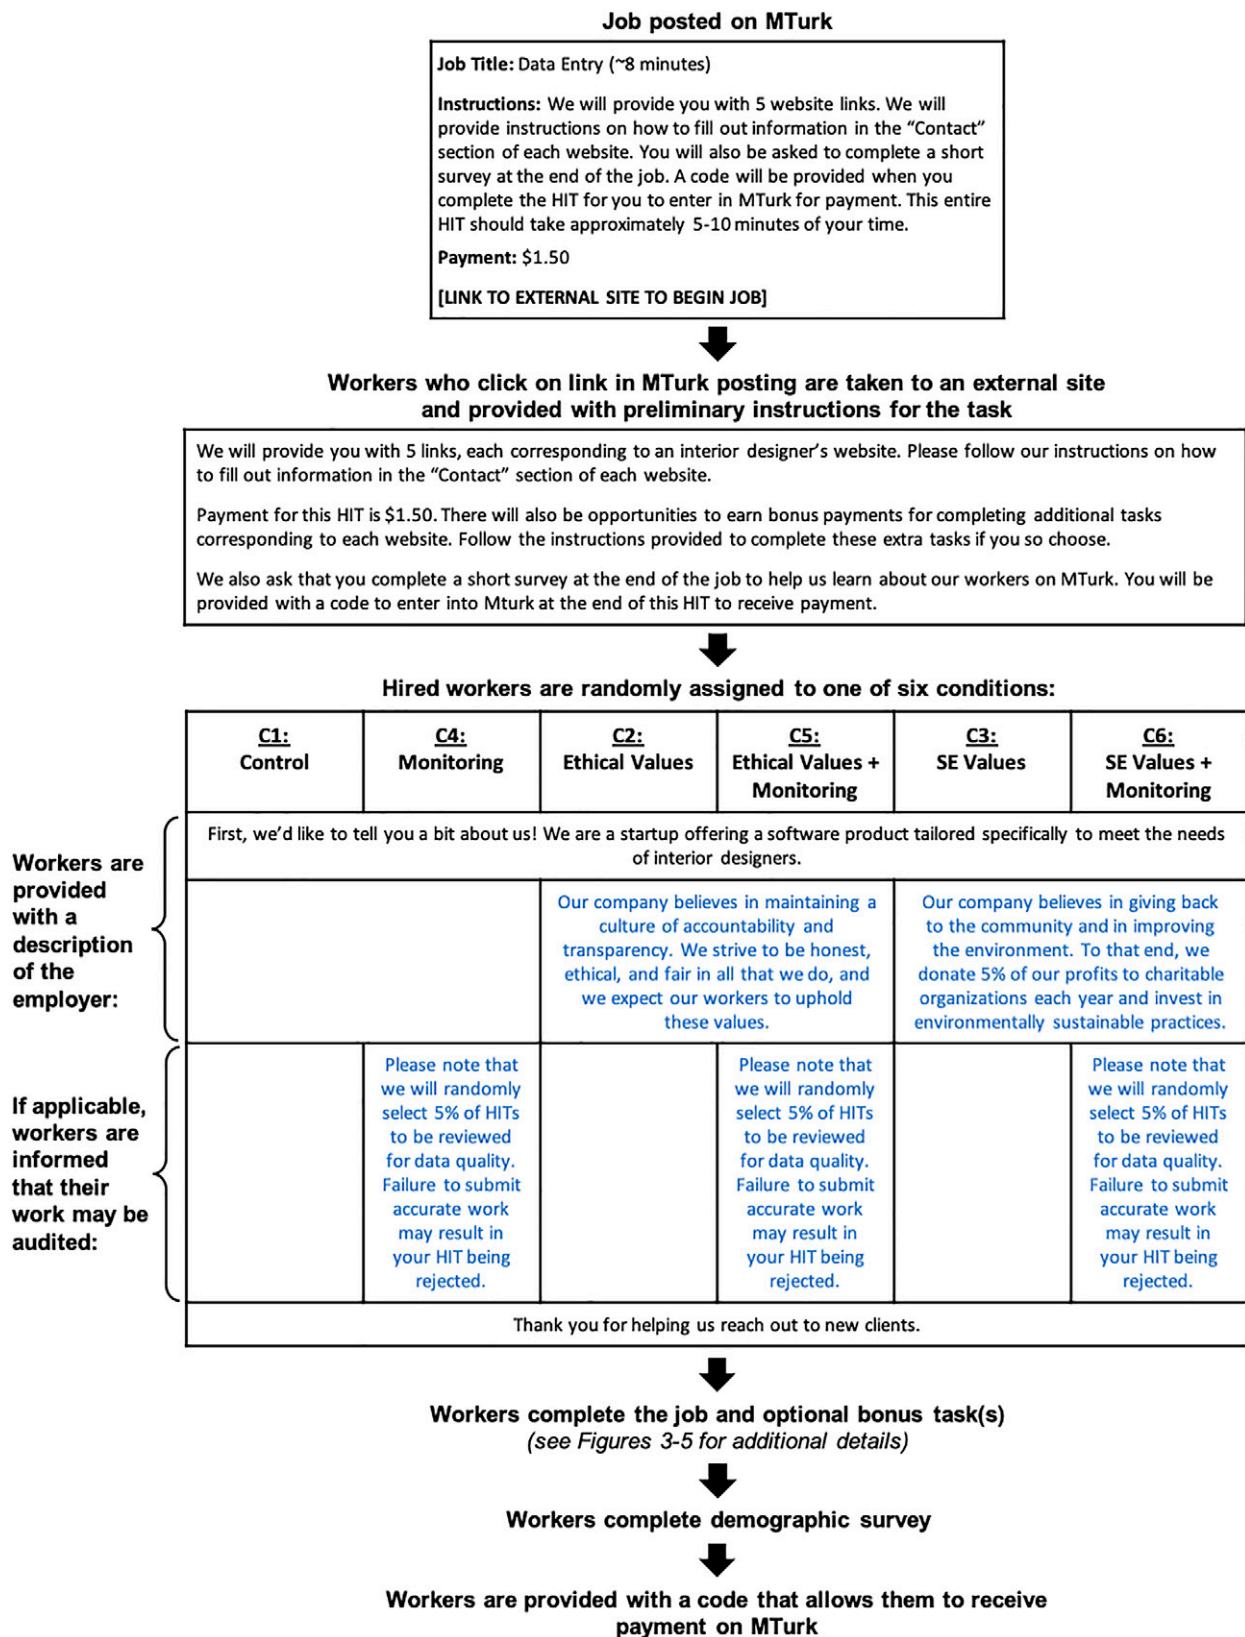 Job posted on MTurk
Job Title: Data Entry (~8 minutes)
Instructions: We will provide you with 5 website links. We will
provide instructions on how to fill out information in the “Contact”
section of each website. You will also be asked to complete a short
survey at the end of the job. A code will be provided when you
complete the HIT for you to enter in MTurk for payment. This entire
HIT should take approximately 5-10 minutes of your time.
Payment: $1.50
[LINK TO EXTERNAL SITE TO BEGIN JOB]
Workers who click on link in MTurk posting are taken to an external site
and provided with preliminary instructions for the task
We will provide you with 5 links, each corresponding to an interior designer’s website. Please follow our instructions on how
to fill out information in the “Contact” section of each website.
Payment for this HIT is $1.50. There will also be opportunities to earn bonus payments for completing additional tasks
corresponding to each website. Follow the instructions provided to complete these extra tasks if you so choose.
We also ask that you complete a short survey at the end of the job to help us learn about our workers on MTurk. You will be
provided with a code to enter into Mturk at the end of this HIT to receive payment.
Hired workers are randomly assigned to one of six conditions:
C1:
Control
C4:
Monitoring
C2:
Ethical Values
C5:
Ethical Values +
Monitoring
C3:
SE Values
C6:
SE Values +
Monitoring
Workers are
provided
with a
description
of the
employer:
First, we’d like to tell you a bit about us! We are a startup offering a software product tailored specifically to meet the needs
of interior designers.
Our company believes in maintaining a
culture of accountability and
transparency. We strive to be honest,
ethical, and fair in all that we do, and
we expect our workers to uphold
these values.
Our company believes in giving back
to the community and in improving
the environment. To that end, we
donate 5% of our profits to charitable
organizations each year and invest in
environmentally sustainable practices.
If applicable,
workers are
informed
that their
work may be
audited:
Please note that
we will randomly
select 5% of HITs
to be reviewed
for data quality.
Failure to submit
accurate work
may result in
your HIT being
rejected.
Please note that
we will randomly
select 5% of HITs
to be reviewed
for data quality.
Failure to submit
accurate work
may result in
your HIT being
rejected.
Please note that
we will randomly
select 5% of HITs
to be reviewed
for data quality.
Failure to submit
accurate work
may result in
your HIT being
rejected.
Thank you for helping us reach out to new clients.
Workers complete the job and optional bonus task(s)
(see Figures 3-5 for additional details)
Workers complete demographic survey
Workers are provided with a code that allows them to receive
payment on MTurk